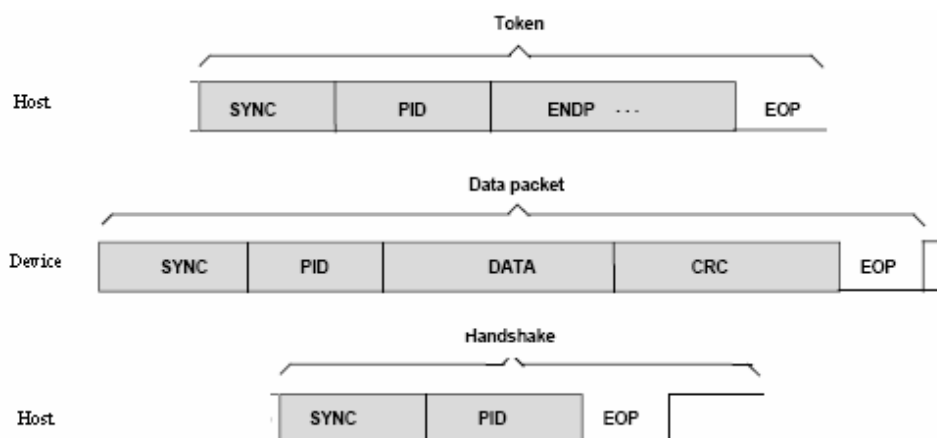 Token
Host SYNC PID ENDP ... EOP
Data packet
Device SYNC PID DATA CRC EOP
Handshake
Host SYNC PID EOP